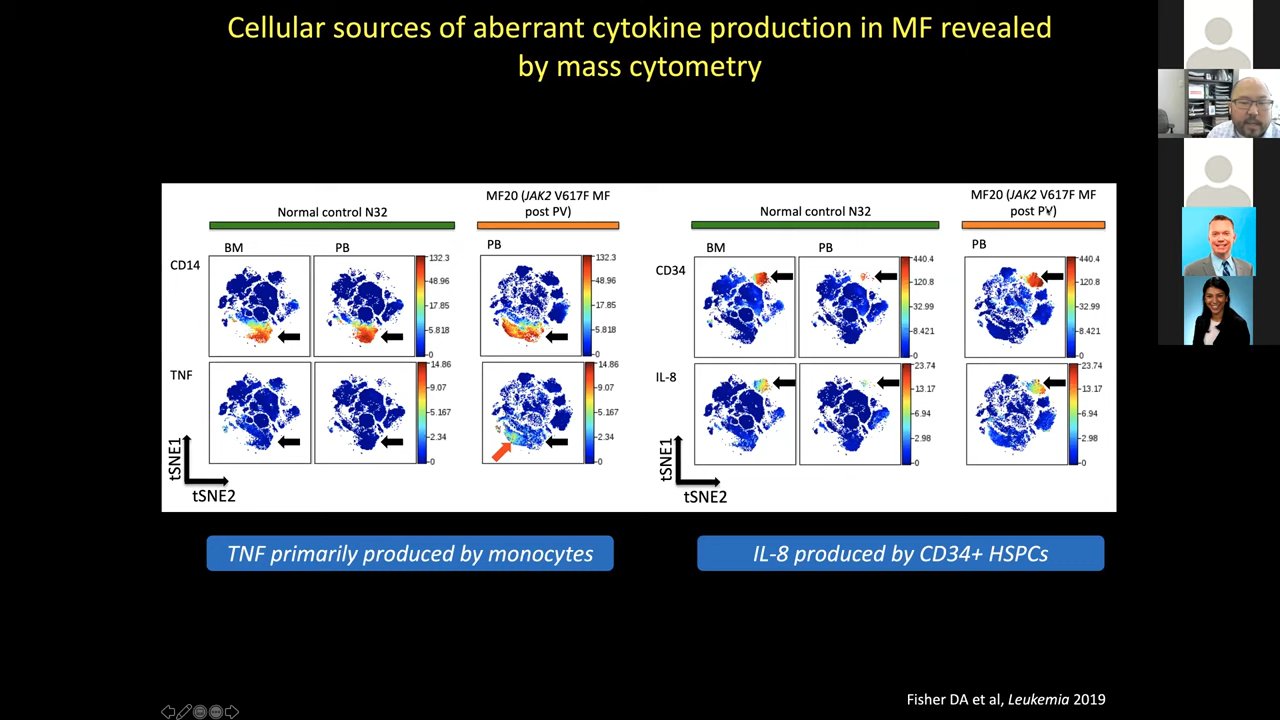 Cellular sources of aberrant cytokine production in MF revealed
by mass cytometry
Normal control N32
MF20 (JAK2 V617F MF
post PV)
BM
PB
PB
CD14
132.3
48.96
17.85
5.818
0
132.3
48.96
17.85
5.818
0
TNF
14.86
9.07
5.167
2.34
0
14.86
9.07
5.167
2.34
0
tSNE1
tSNE2
TNF primarily produced by monocytes
Normal control N32
MF20 (JAK2 V617F MF
post PV)
BM
PB
PB
CD34
440.4
120.8
32.99
8.421
0
440.4
120.8
32.99
8.421
0
IL-8
23.74
13.17
6.94
2.98
0
23.74
13.17
6.94
2.98
0
tSNE1
tSNE2
IL-8 produced by CD34+ HSPCs
Fisher DA et al, Leukemia 2019